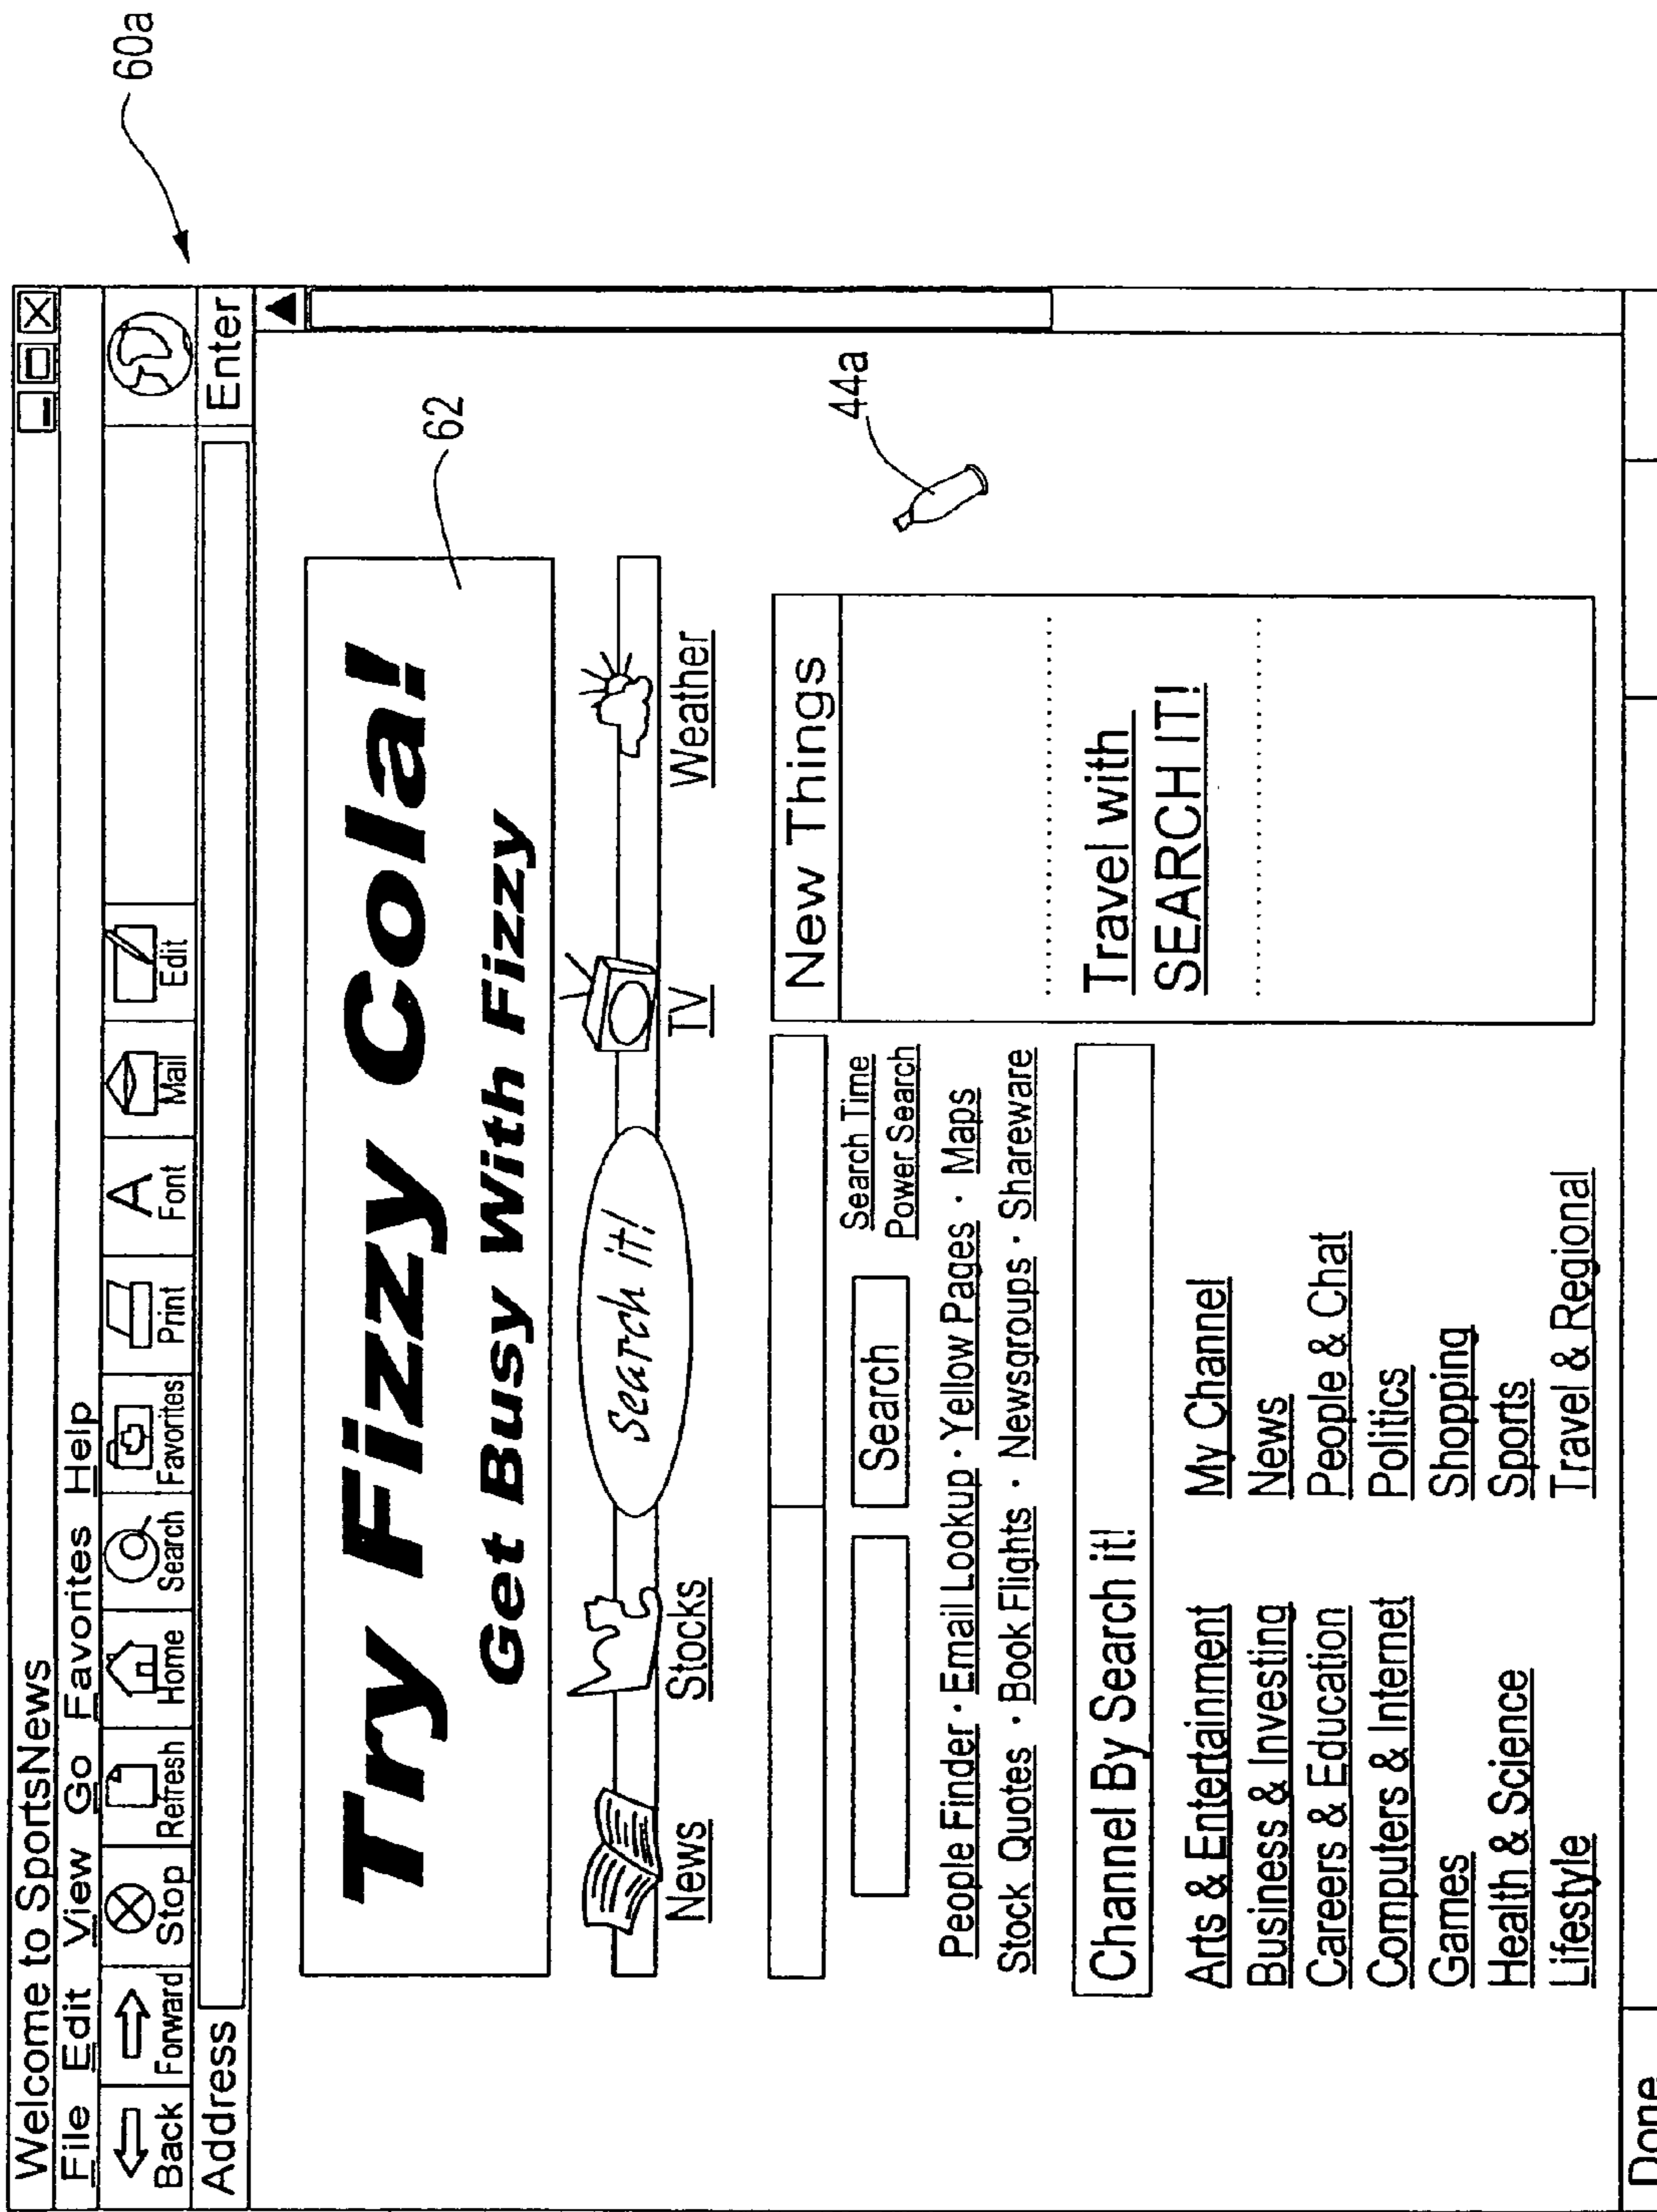 Welcome to SportsNews
File Edit View Go Favorites Help
Back Forward Stop Refresh Home Search Favorites Print Font Mail Edit
60a
Address Enter
62
Try Fizzy Cola!
Get Busy With Fizzy
News Stocks Search it! TV Weather
44a
New Things
Search
Search Time
Power Search
People Finder · Email Lookup · Yellow Pages · Maps
Stock Quotes · Book Flights · Newsgroups · Shareware
Travel with
SEARCH IT!
Channel By Search it!
Arts & Entertainment
Business & Investing
Careers & Education
Computers & Internet
Games
Health & Science
Lifestyle
My Channel
News
People & Chat
Politics
Shopping
Sports
Travel & Regional
Done